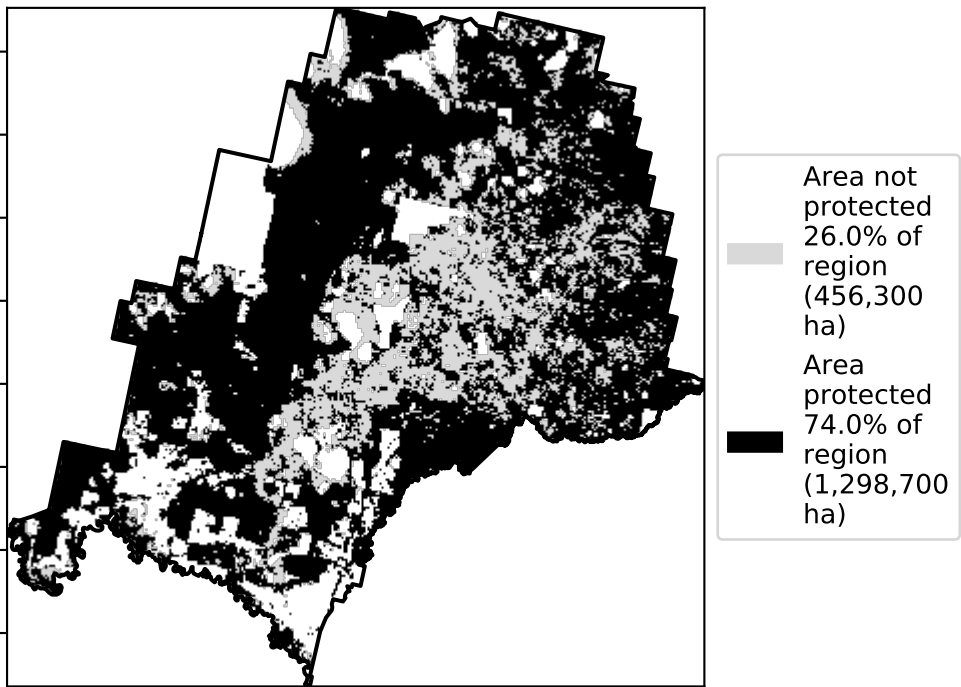 Area not
protected
26.0% of
region
(456,300
ha)
Area
protected
74.0% of
region
(1,298,700
ha)